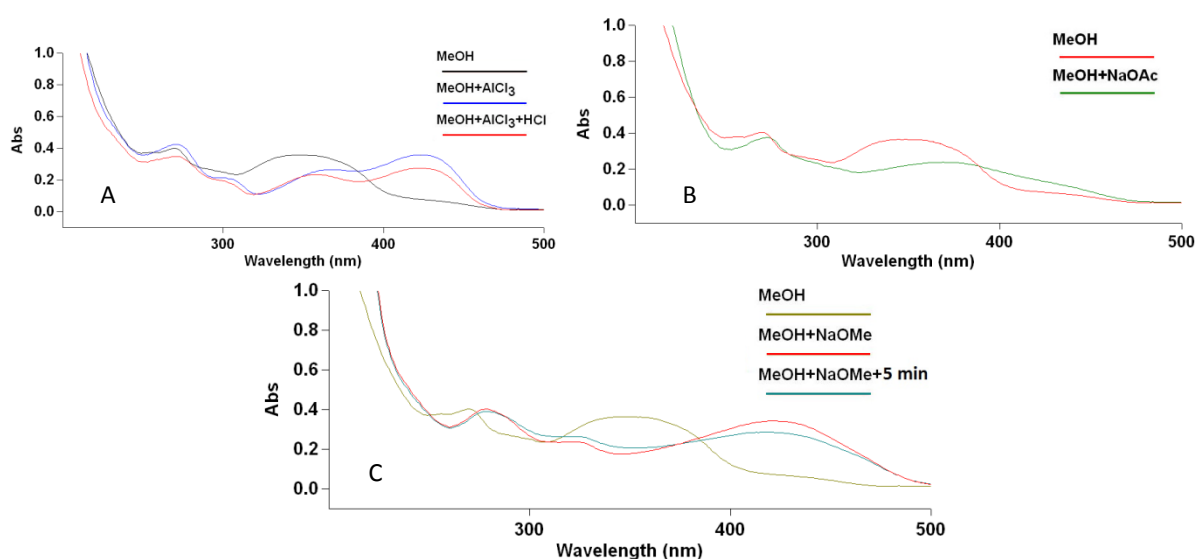 1.0
0.8
0.6
0.4
0.2
0.0
Abs
A
300
400
500
Wavelength (nm)
MeOH
MeOH+AlCl3
MeOH+AlCl3+HCl
1.0
0.8
0.6
0.4
0.2
0.0
Abs
B
300
400
500
Wavelength (nm)
MeOH
MeOH+NaOAc
1.0
0.8
0.6
0.4
0.2
0.0
Abs
C
300
400
500
Wavelength (nm)
MeOH
MeOH+NaOMe
MeOH+NaOMe+5 min